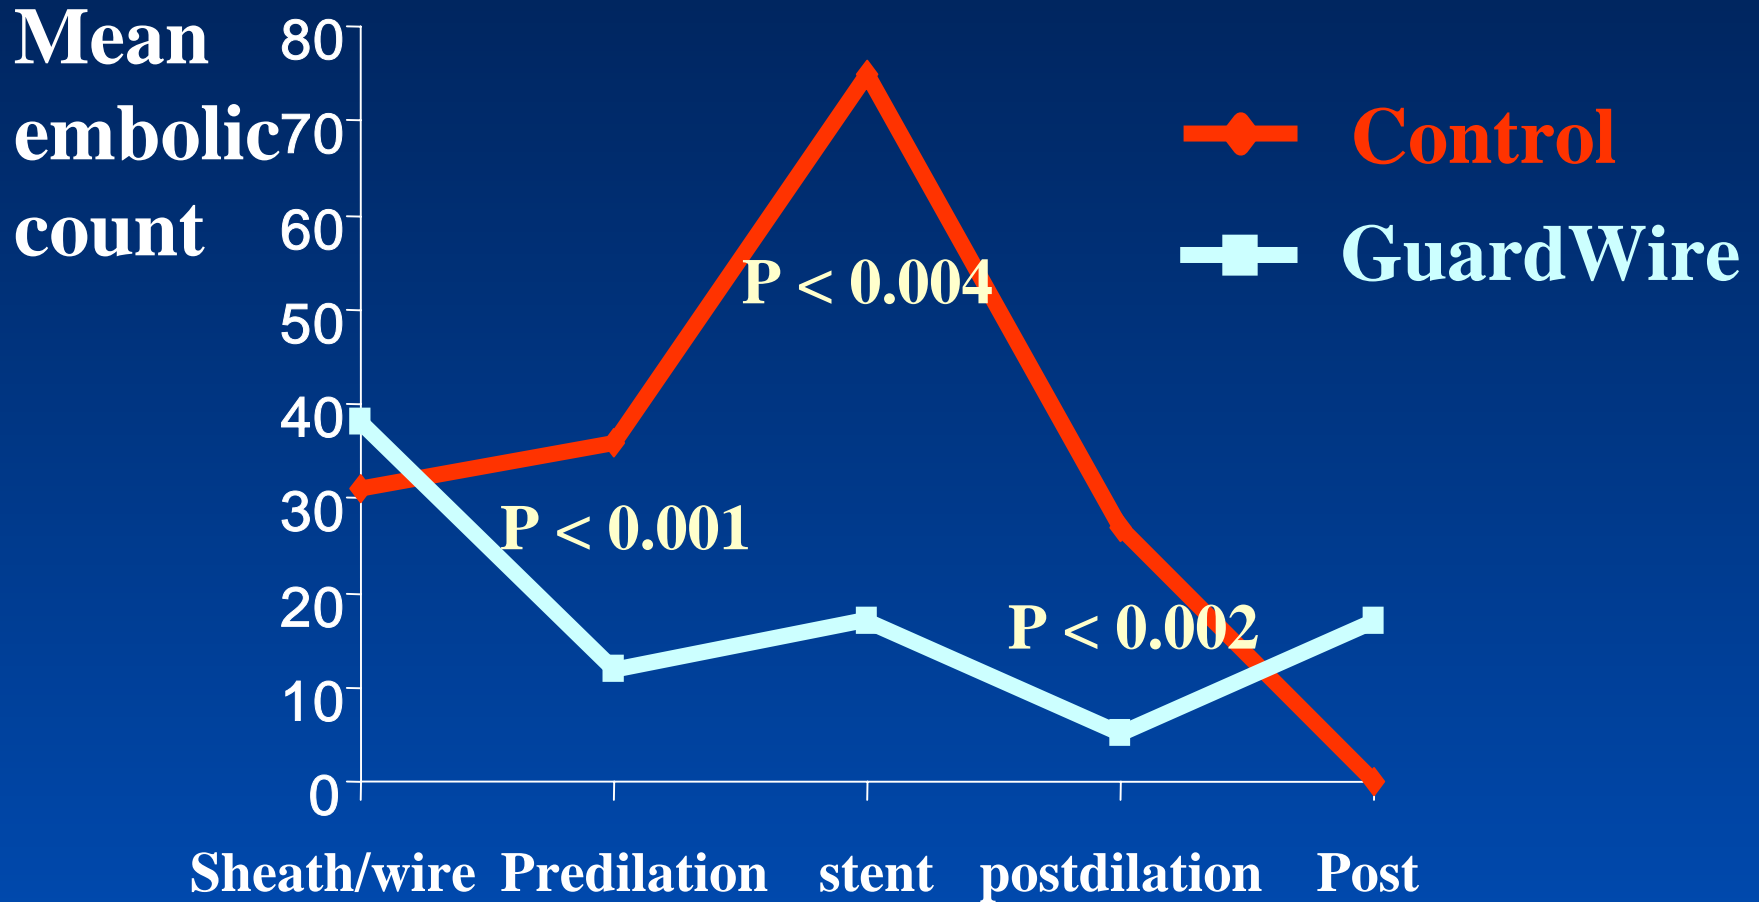 Mean
embolic
count
80
70
60
50
40
30
20
10
0
Control
GuardWire
P < 0.004
P < 0.001
P < 0.002
Sheath/wire Predilation stent postdilation Post